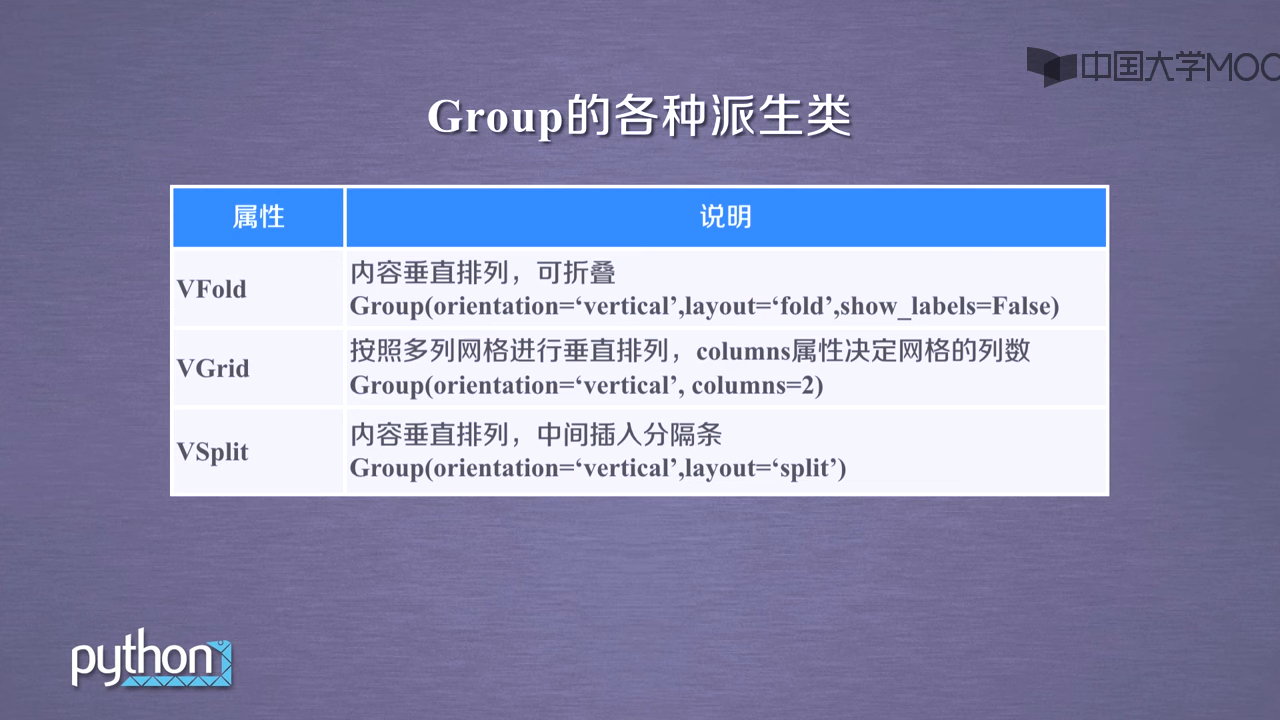 中国大学MOO
Group的各种派生类
属性
说明
VFold
内容垂直排列，可折叠
Group(orientation=‘vertical’,layout=‘fold’,show_labels=False)
VGrid
按照多列网格进行垂直排列，columns属性决定网格的列数
Group(orientation=‘vertical’, columns=2)
VSplit
内容垂直排列，中间插入分隔条
Group(orientation=‘vertical’,layout=‘split’)
python